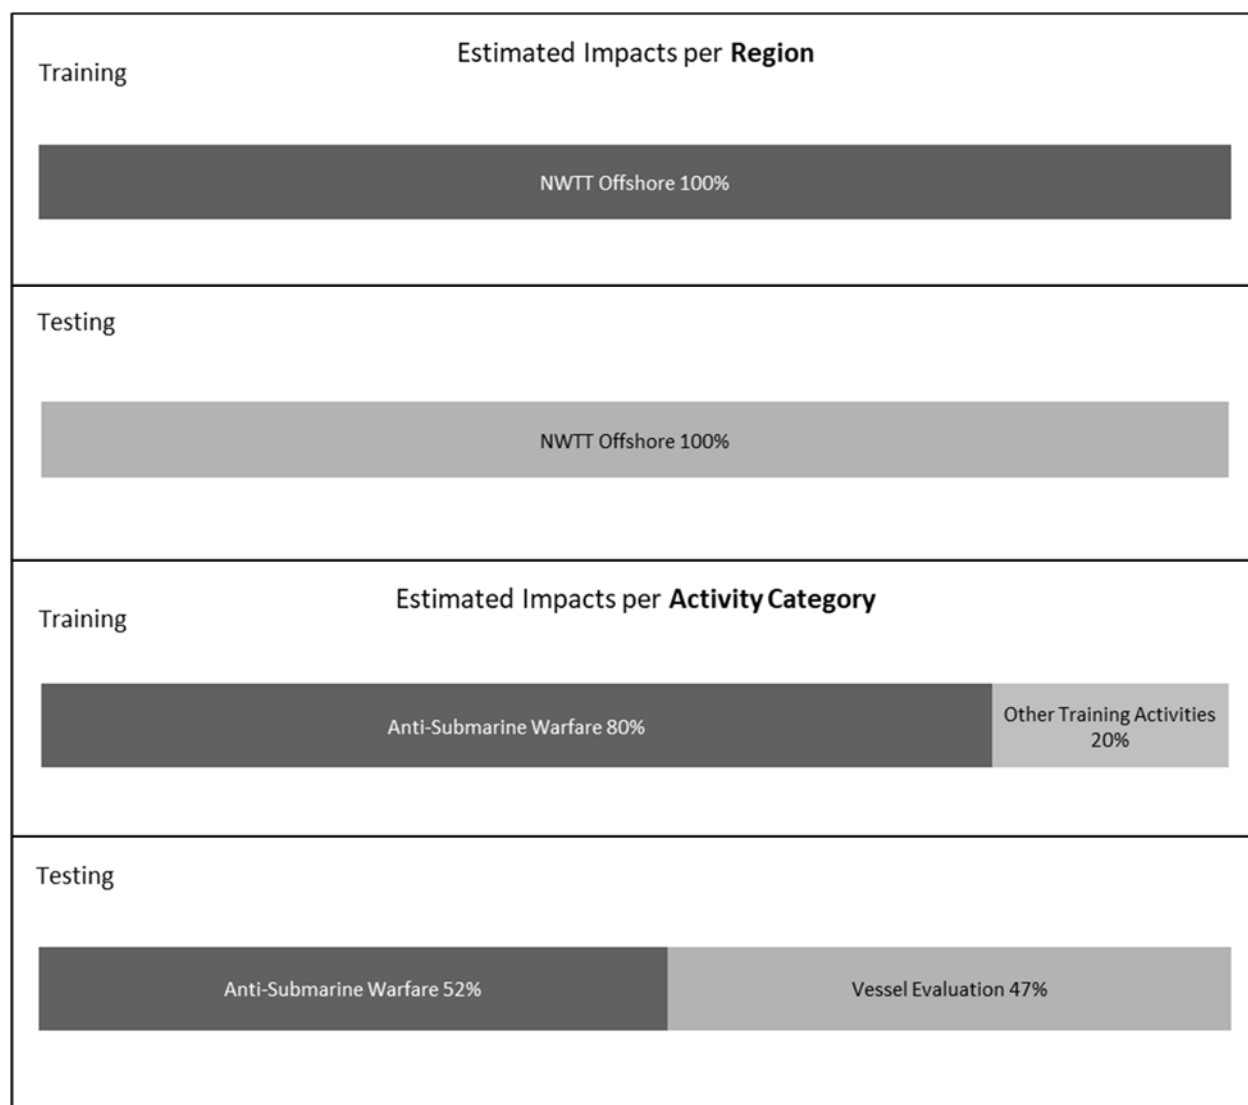 Estimated Impacts per Region
Training
NWTT Offshore 100%
Testing
NWTT Offshore 100%
Estimated Impacts per Activity Category
Training
Anti-Submarine Warfare 80%
Other Training Activities
20%
Testing
Anti-Submarine Warfare 52%
Vessel Evaluation 47%